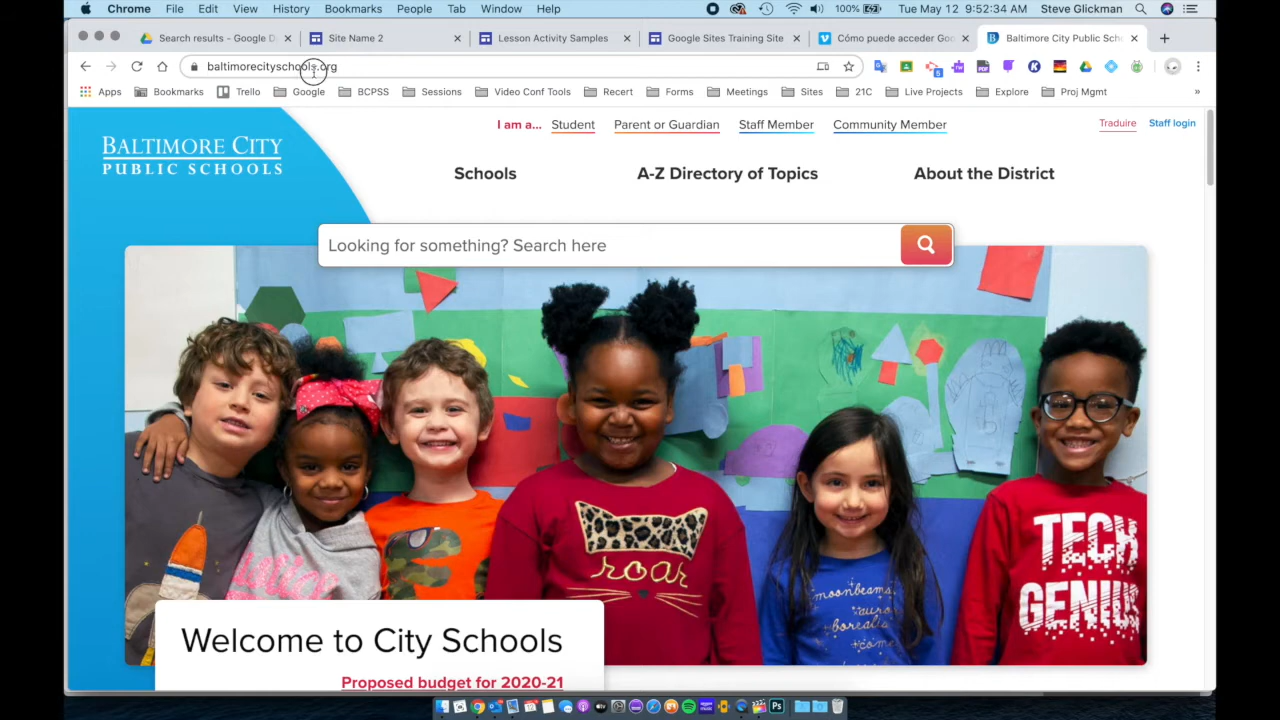 Chrome File Edit View History Bookmarks People Tab Window Help 100% Tue May 12 9:52:34 AM Steve Glickman
Search results - Google D
Site Name 2
Lesson Activity Samples
Google Sites Training Site
Cómo puede acceder Goo
Baltimore City Public Sch
baltimorecityschools.org
Apps Bookmarks Trello Google BCPSS Sessions Video Conf Tools Recert Forms Meetings Sites 21C Live Projects Explore Proj Mgmt »
I am a... Student Parent or Guardian Staff Member Community Member Traduire Staff login
BALTIMORE CITY
PUBLIC SCHOOLS
Schools A-Z Directory of Topics About the District
Looking for something? Search here
roar
moonbeams
TECH
GENIUS
Welcome to City Schools
Proposed budget for 2020-21